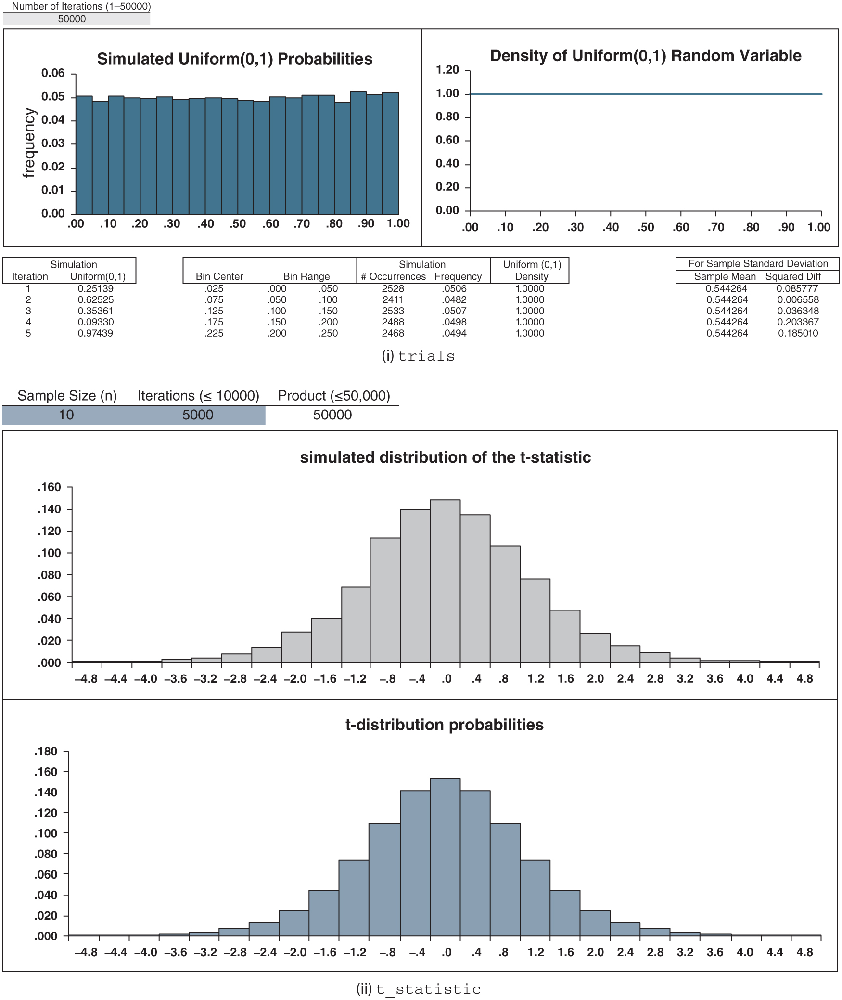 Number of Iterations (1–50000)
50000
Simulated Uniform(0,1) Probabilities
frequency
0.06
0.05
0.04
0.03
0.02
0.01
0.00
.00 .10 .20 .30 .40 .50 .60 .70 .80 .90 1.00
Density of Uniform(0,1) Random Variable
1.20
1.00
0.80
0.60
0.40
0.20
0.00
.00 .10 .20 .30 .40 .50 .60 .70 .80 .90 1.00
Simulation
Iteration Uniform(0,1)
1 0.25139
2 0.62525
3 0.35361
4 0.09330
5 0.97439
Simulation Uniform (0,1)
Bin Center Bin Range # Occurrences Frequency Density
.025 .000 .050 2528 .0506 1.0000
.075 .050 .100 2411 .0482 1.0000
.125 .100 .150 2533 .0507 1.0000
.175 .150 .200 2488 .0498 1.0000
.225 .200 .250 2468 .0494 1.0000
For Sample Standard Deviation
Sample Mean Squared Diff
0.544264 0.085777
0.544264 0.006558
0.544264 0.036348
0.544264 0.203367
0.544264 0.185010
(i) trials
Sample Size (n) Iterations (≤ 10000) Product (≤50,000)
10 5000 50000
simulated distribution of the t-statistic
.160
.140
.120
.100
.080
.060
.040
.020
.000
–4.8 –4.4 –4.0 –3.6 –3.2 –2.8 –2.4 –2.0 –1.6 –1.2 –.8 –.4 .0 .4 .8 1.2 1.6 2.0 2.4 2.8 3.2 3.6 4.0 4.4 4.8
t-distribution probabilities
.180
.160
.140
.120
.100
.080
.060
.040
.020
.000
–4.8 –4.4 –4.0 –3.6 –3.2 –2.8 –2.4 –2.0 –1.6 –1.2 –.8 –.4 .0 .4 .8 1.2 1.6 2.0 2.4 2.8 3.2 3.6 4.0 4.4 4.8
(ii) t_statistic